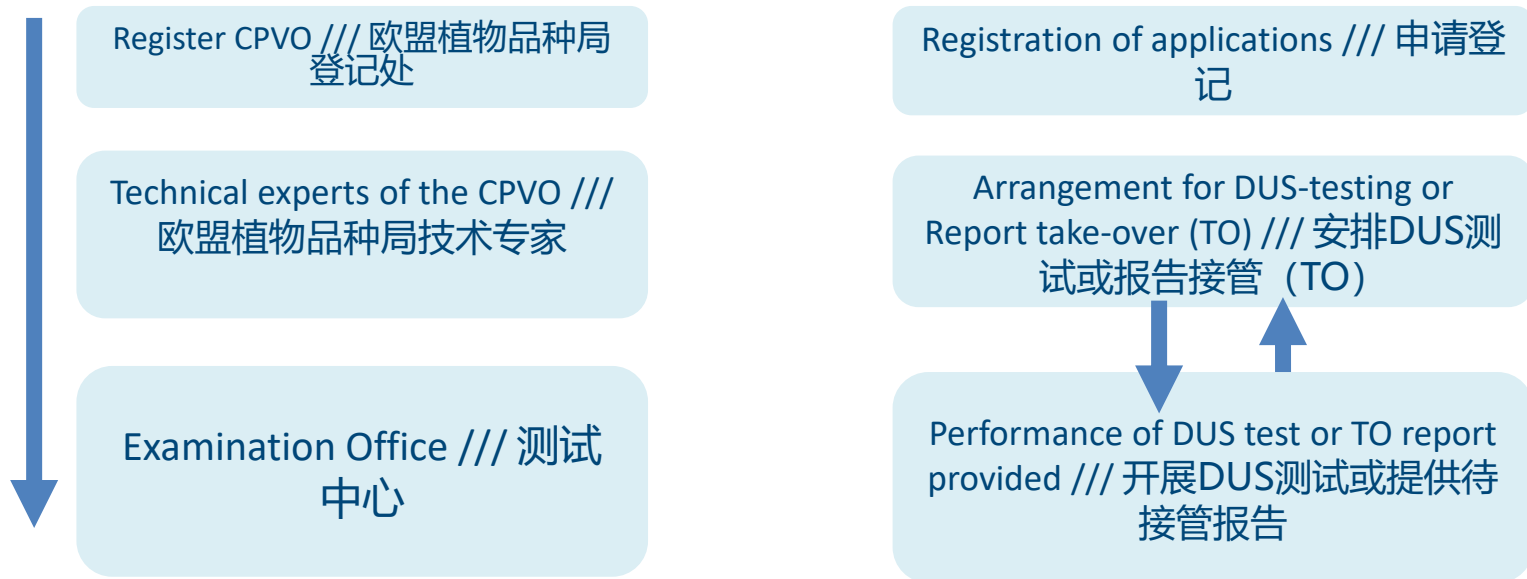 Register CPVO /// 欧盟植物品种局
登记处
Registration of applications /// 申请登
记
Technical experts of the CPVO ///
欧盟植物品种局技术专家
Arrangement for DUS-testing or
Report take-over (TO) /// 安排DUS测
试或报告接管（TO）
Examination Office /// 测试
中心
Performance of DUS test or TO report
provided /// 开展DUS测试或提供待
接管报告